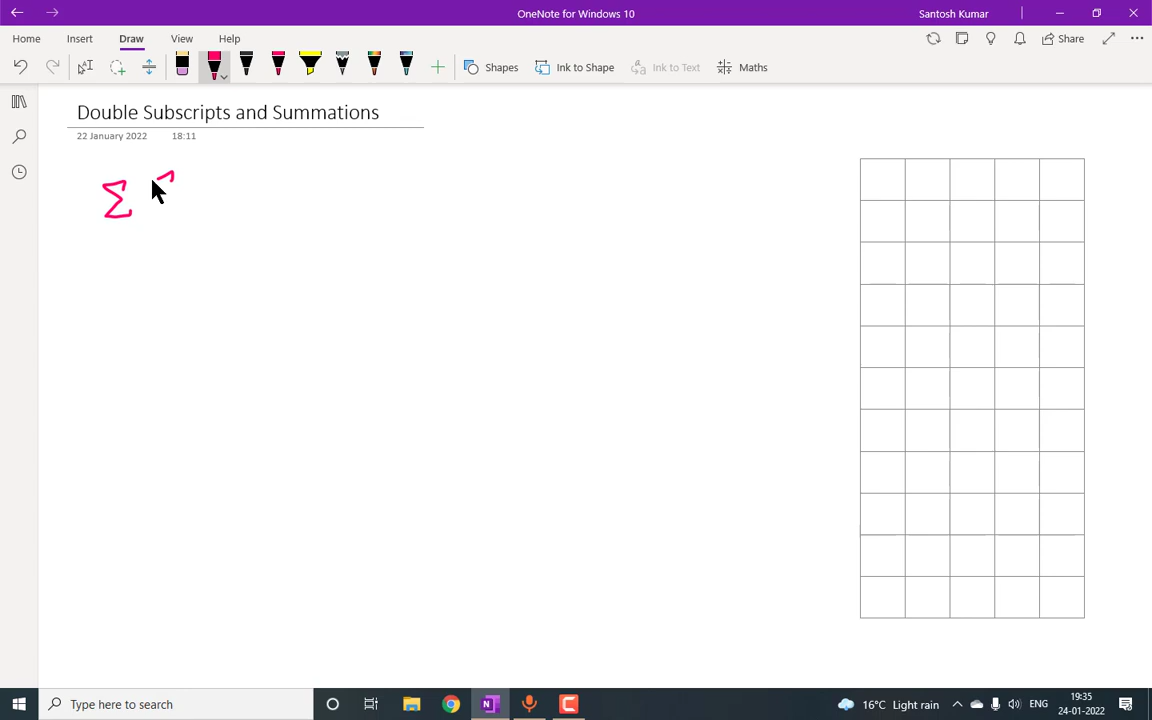 OneNote for Windows 10
Santosh Kumar
Home Insert Draw View Help
Share
Shapes Ink to Shape Ink to Text Maths
Double Subscripts and Summations
22 January 2022 18:11
Σ
Type here to search
16°C Light rain
ENG
19:35
24-01-2022